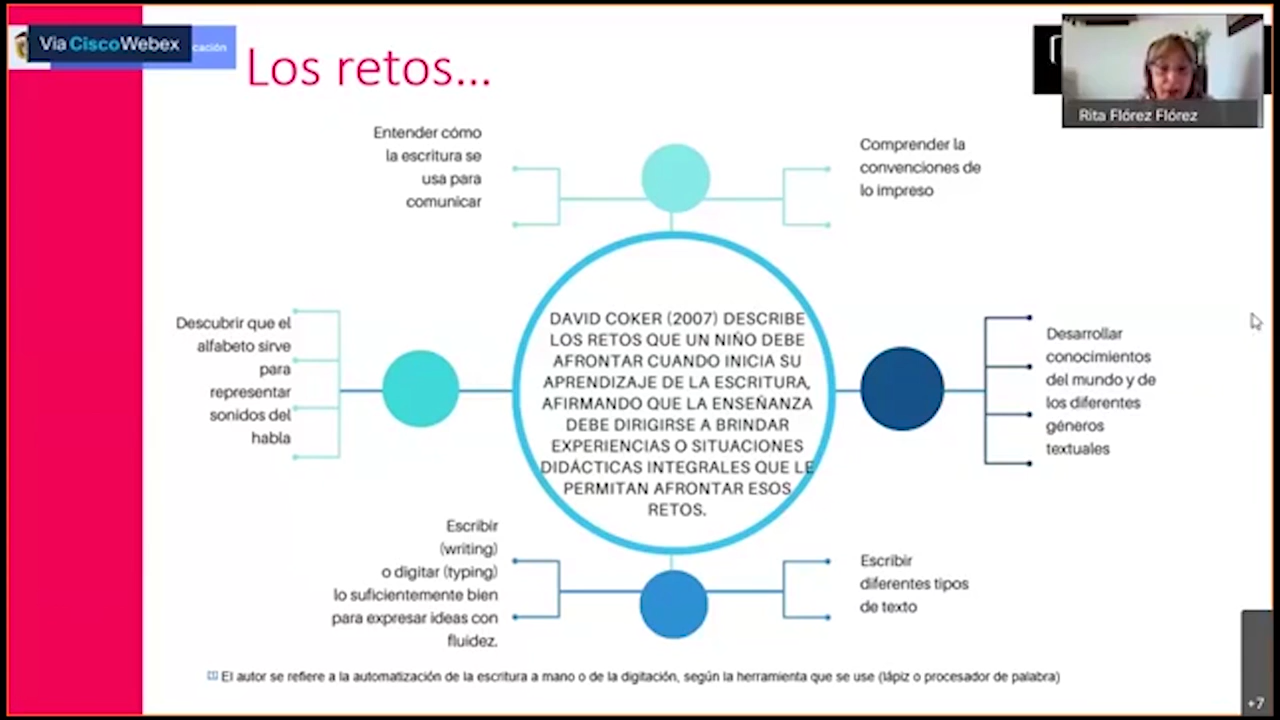 Via CiscoWebex
cación
Los retos...
Rita Flórez Flórez
Entender cómo
la escritura se
usa para
comunicar
Comprender la
convenciones de
lo impreso
Descubrir que el
alfabeto sirve
para
representar
sonidos del
habla
DAVID COKER (2007) DESCRIBE
LOS RETOS QUE UN NIÑO DEBE
AFRONTAR CUANDO INICIA SU
APRENDIZAJE DE LA ESCRITURA,
AFIRMANDO QUE LA ENSEÑANZA
DEBE DIRIGIRSE A BRINDAR
EXPERIENCIAS O SITUACIONES
DIDÁCTICAS INTEGRALES QUE LE
PERMITAN AFRONTAR ESOS
RETOS.
Desarrollar
conocimientos
del mundo y de
los diferentes
géneros
textuales
Escribir
(writing)
o digitar (typing)
lo suficientemente bien
para expresar ideas con
fluidez.
Escribir
diferentes tipos
de texto
[1] El autor se refiere a la automatización de la escritura a mano o de la digitación, según la herramienta que se use (lápiz o procesador de palabra)
+7